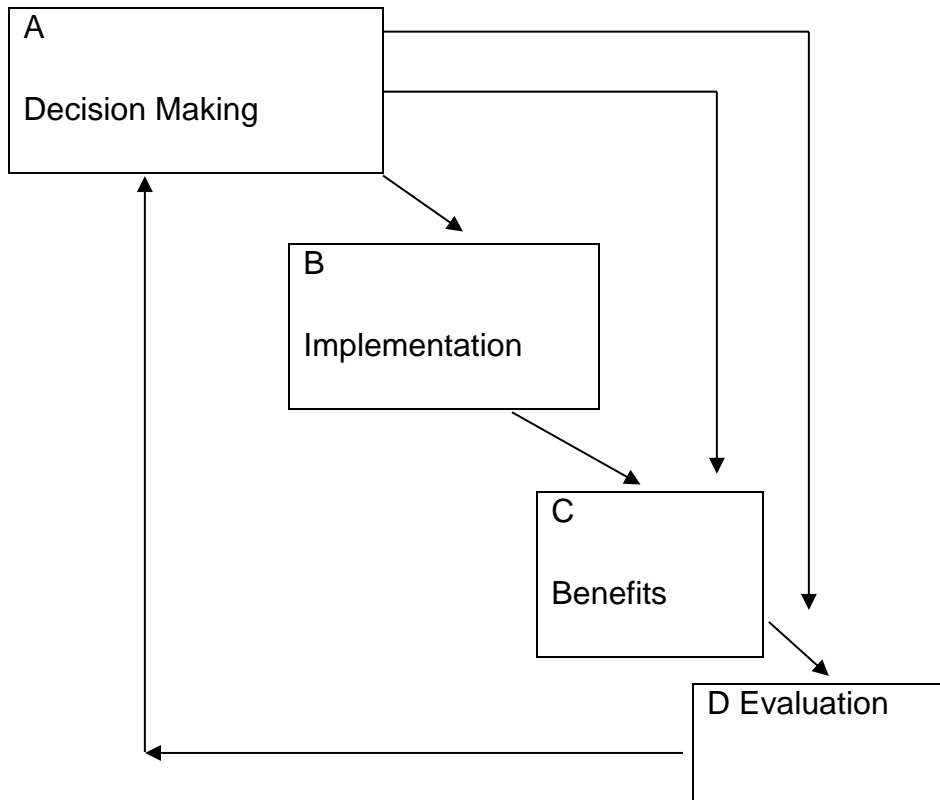 A
Decision Making
B
Implementation
C
Benefits
D Evaluation